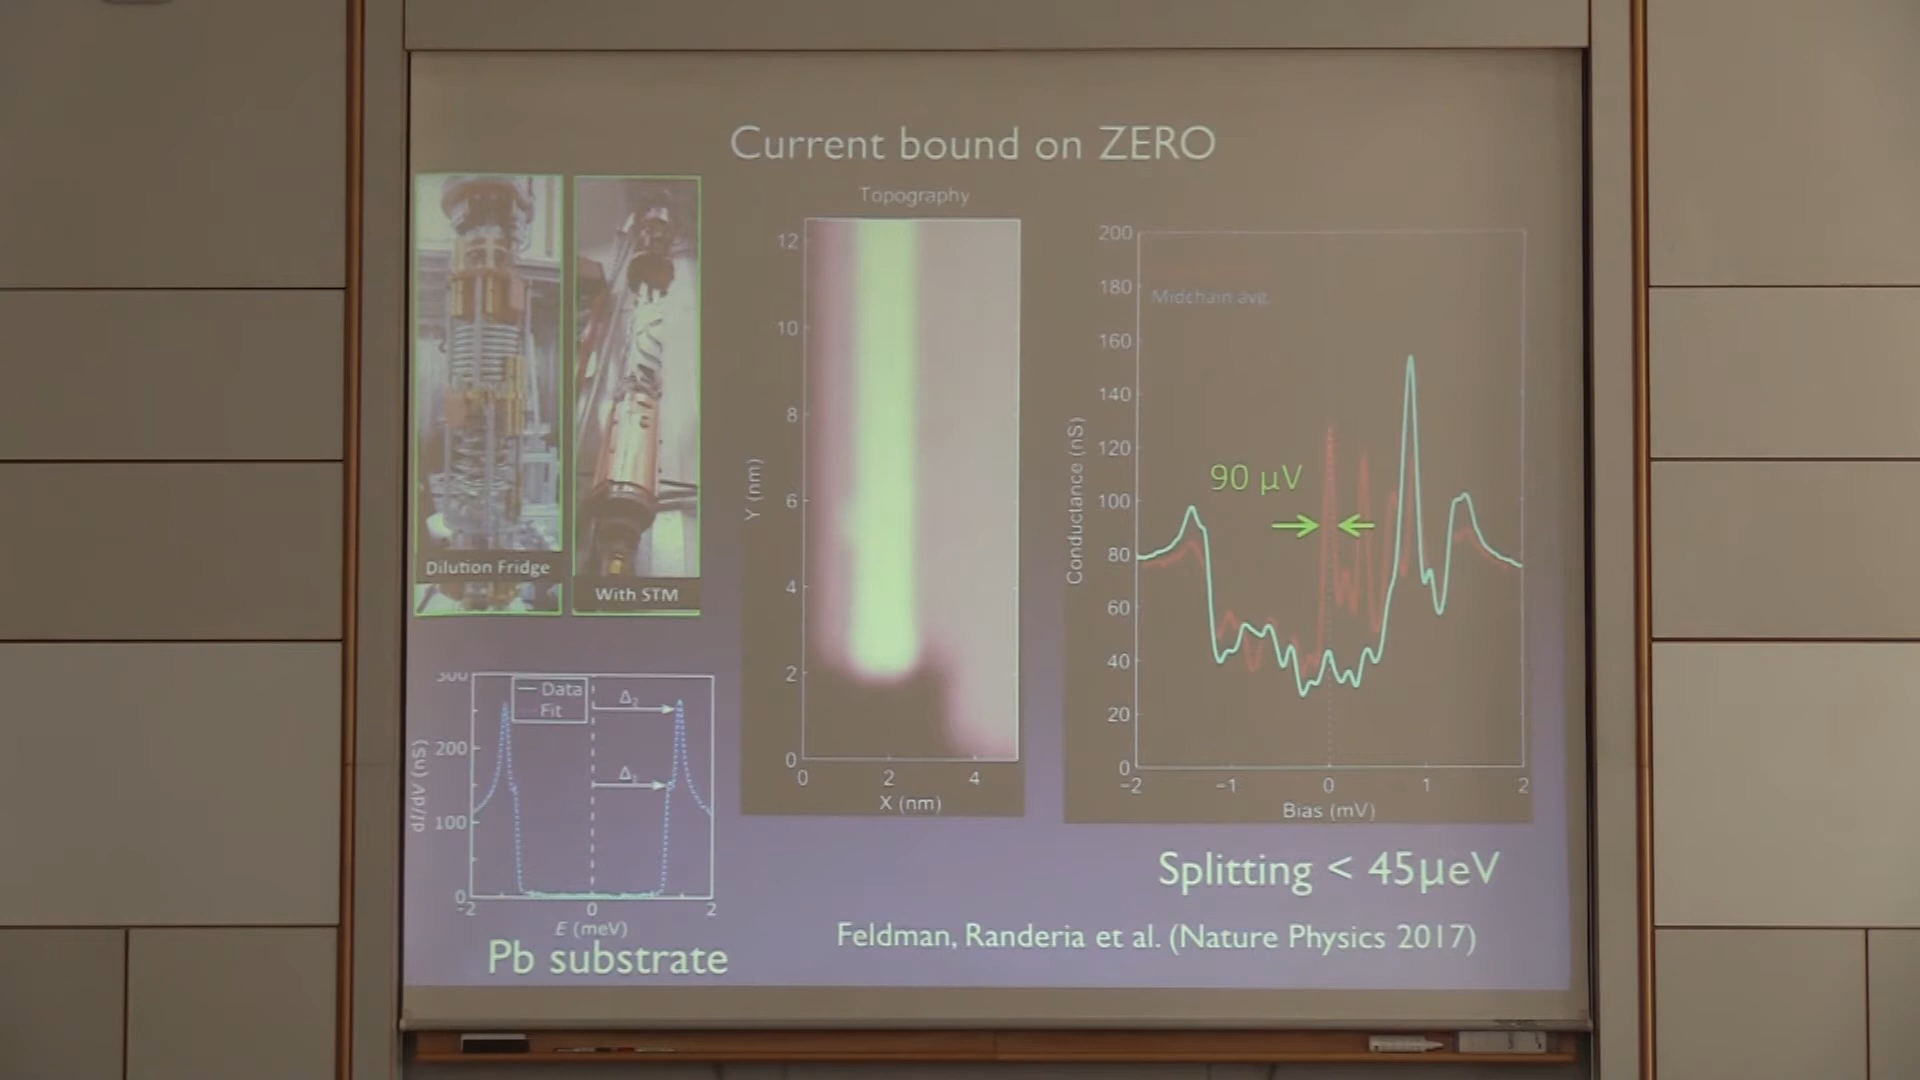 Current bound on ZERO
Dilution Fridge
With STM
300
200
100
0
-2
0
2
dI/dV (nS)
E (meV)
Data
Fit
Δ₂
Δ₁
Pb substrate
Topography
12
10
8
6
4
2
0
0
2
4
Y (nm)
X (nm)
200
180
160
140
120
100
80
60
40
20
0
−2
−1
0
1
2
Conductance (nS)
Bias (mV)
Midchain avg.
90 μV
Splitting < 45μeV
Feldman, Randeria et al. (Nature Physics 2017)